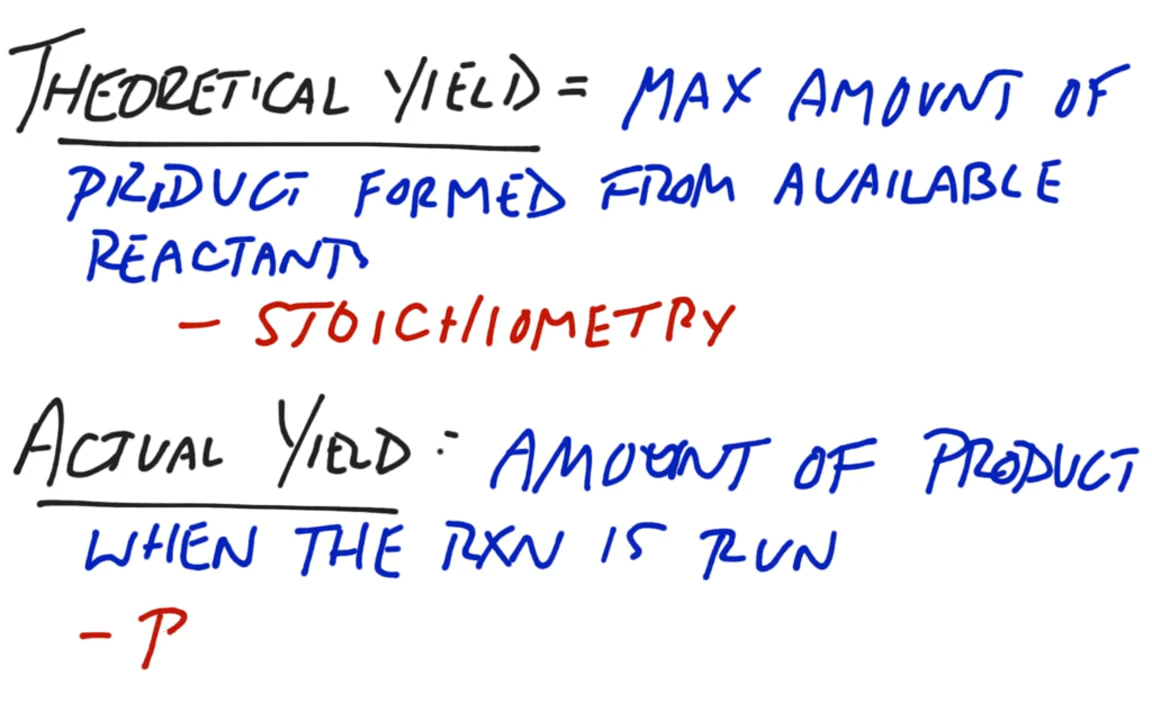 THEORETICAL YIELD = MAX AMOUNT OF
PRODUCT FORMED FROM AVAILABLE
REACTANTS
- STOICHIOMETRY
ACTUAL YIELD : AMOUNT OF PRODUCT
WHEN THE RXN IS RUN
- P